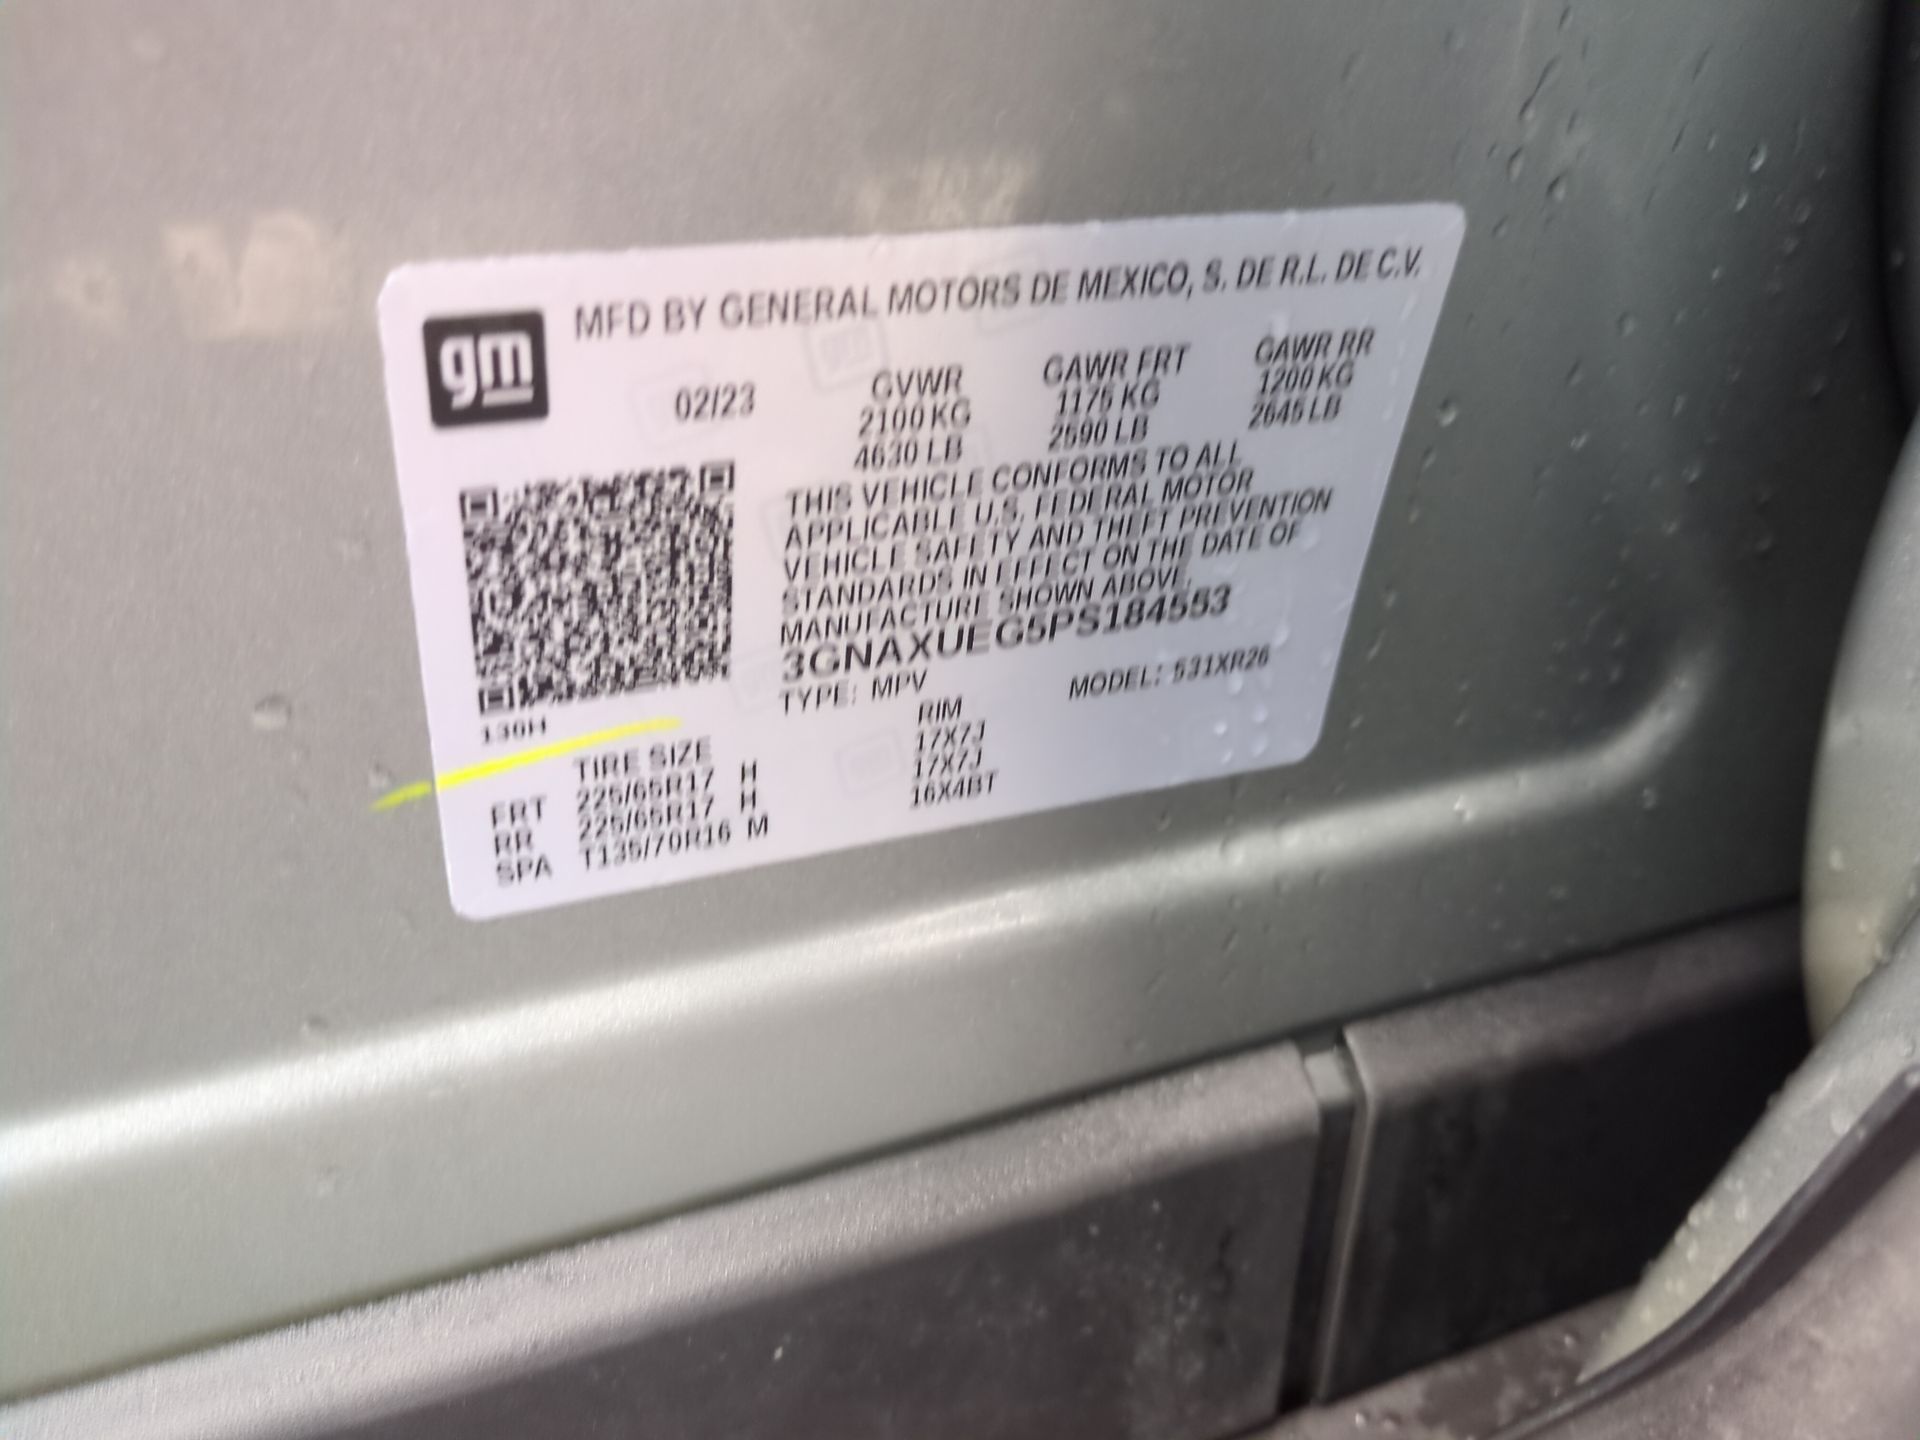 gm
MFD BY GENERAL MOTORS DE MEXICO, S. DE R.L. DE C.V.
02/23
GVWR GAWR FRT GAWR RR
2100 KG 1175 KG 1200 KG
4630 LB 2590 LB 2645 LB
THIS VEHICLE CONFORMS TO ALL
APPLICABLE U.S. FEDERAL MOTOR
VEHICLE SAFETY AND THEFT PREVENTION
STANDARDS IN EFFECT ON THE DATE OF
MANUFACTURE SHOWN ABOVE.
3GNAXUEG5PS184553
TYPE: MPV MODEL: 531XR26
TIRE SIZE RIM
FRT 225/65R17 H 17X7J
RR 225/65R17 H 17X7J
SPA T135/70R16 M 16X4BT